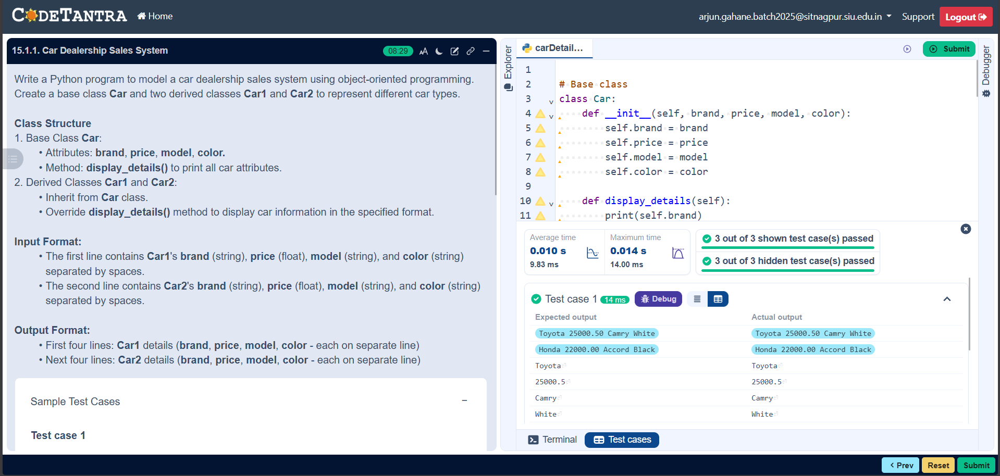 CODETANTRA
Home
arjun.gahane.batch2025@sitnagpur.siu.edu.in
Support
Logout
15.1.1. Car Dealership Sales System
08:29
AA
Write a Python program to model a car dealership sales system using object-oriented programming.
Create a base class Car and two derived classes Car1 and Car2 to represent different car types.
Class Structure
1. Base Class Car:
• Attributes: brand, price, model, color.
• Method: display_details() to print all car attributes.
2. Derived Classes Car1 and Car2:
• Inherit from Car class.
• Override display_details() method to display car information in the specified format.
Input Format:
• The first line contains Car1's brand (string), price (float), model (string), and color (string)
separated by spaces.
• The second line contains Car2's brand (string), price (float), model (string), and color (string)
separated by spaces.
Output Format:
• First four lines: Car1 details (brand, price, model, color - each on separate line)
• Next four lines: Car2 details (brand, price, model, color - each on separate line)
Sample Test Cases
Test case 1
Explorer
carDetail...
Submit
Debugger
1
2 # Base class
3 class Car:
4 def __init__(self, brand, price, model, color):
5 self.brand = brand
6 self.price = price
7 self.model = model
8 self.color = color
9
10 def display_details(self):
11 print(self.brand)
Average time
0.010 s
9.83 ms
Maximum time
0.014 s
14.00 ms
3 out of 3 shown test case(s) passed
3 out of 3 hidden test case(s) passed
Test case 1 14 ms Debug
Expected output Actual output
Toyota 25000.50 Camry White Toyota 25000.50 Camry White
Honda 22000.00 Accord Black Honda 22000.00 Accord Black
Toyota Toyota
25000.5 25000.5
Camry Camry
White White
Terminal
Test cases
< Prev
Reset
Submit